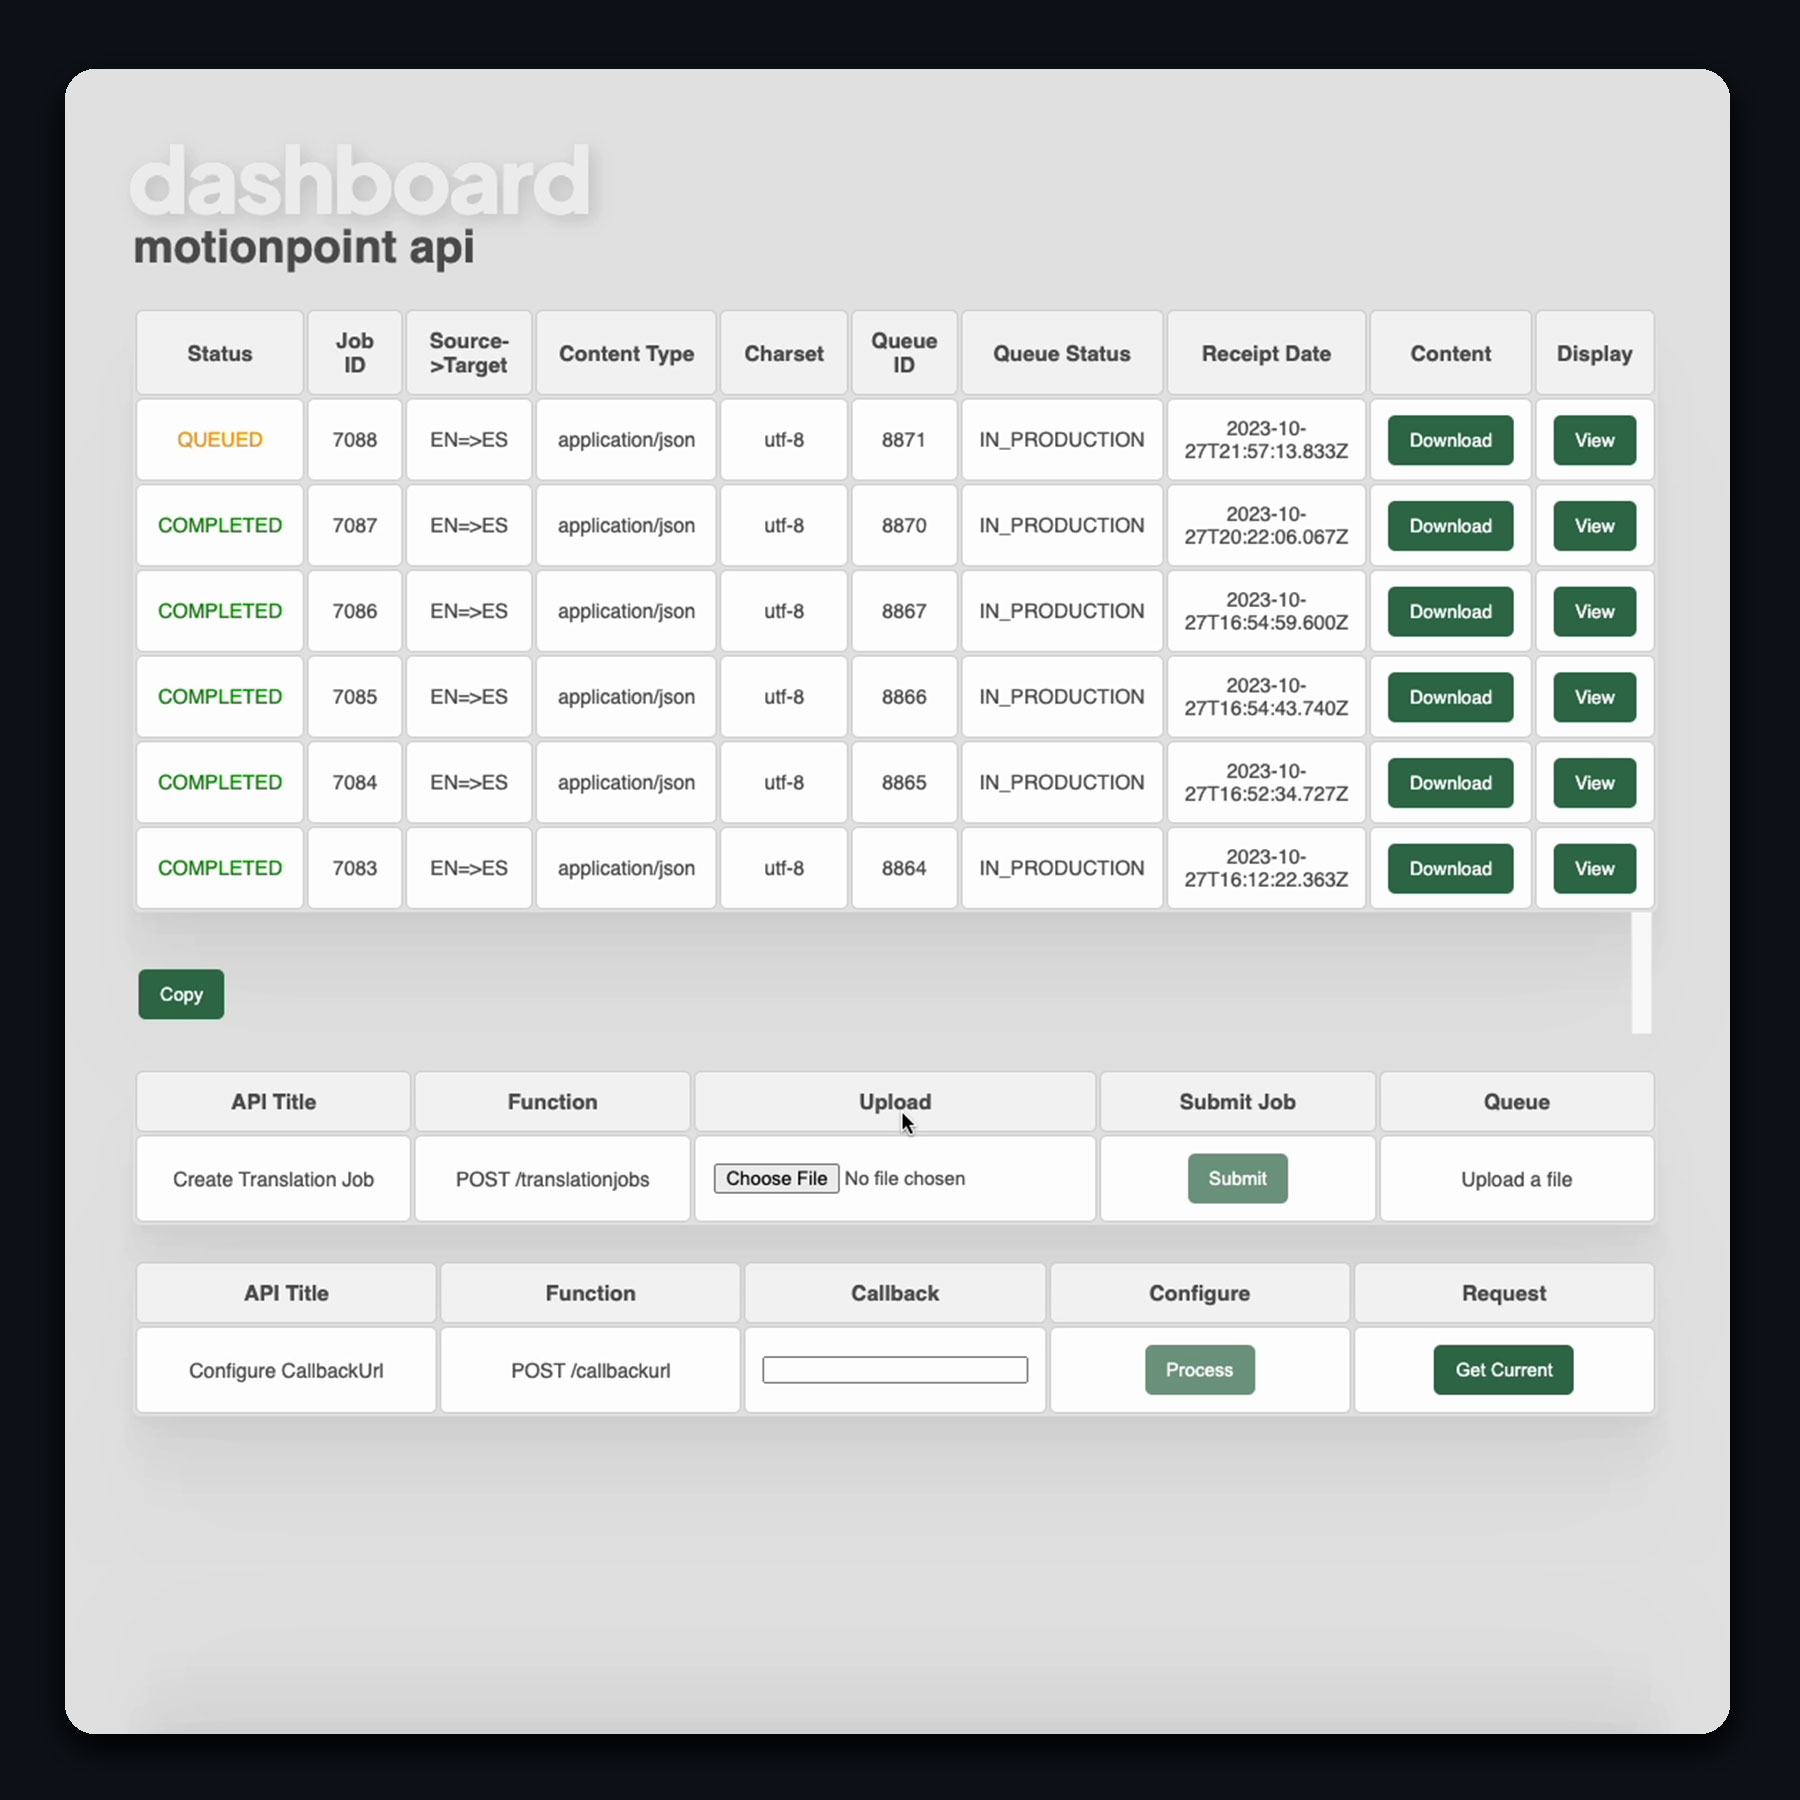 dashboard
motionpoint api
Status Job ID Source->Target Content Type Charset Queue ID Queue Status Receipt Date Content Display
QUEUED 7088 EN=>ES application/json utf-8 8871 IN_PRODUCTION 2023-10-27T21:57:13.833Z Download View
COMPLETED 7087 EN=>ES application/json utf-8 8870 IN_PRODUCTION 2023-10-27T20:22:06.067Z Download View
COMPLETED 7086 EN=>ES application/json utf-8 8867 IN_PRODUCTION 2023-10-27T16:54:59.600Z Download View
COMPLETED 7085 EN=>ES application/json utf-8 8866 IN_PRODUCTION 2023-10-27T16:54:43.740Z Download View
COMPLETED 7084 EN=>ES application/json utf-8 8865 IN_PRODUCTION 2023-10-27T16:52:34.727Z Download View
COMPLETED 7083 EN=>ES application/json utf-8 8864 IN_PRODUCTION 2023-10-27T16:12:22.363Z Download View
Copy
API Title Function Upload Submit Job Queue
Create Translation Job POST /translationjobs Choose File No file chosen Submit Upload a file
API Title Function Callback Configure Request
Configure CallbackUrl POST /callbackurl Process Get Current